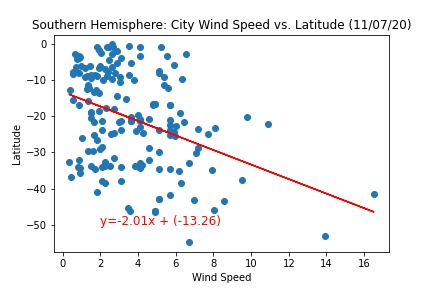 Southern Hemisphere: City Wind Speed vs. Latitude (11/07/20)
Latitude
0
−10
−20
−30
−40
−50
y=-2.01x + (-13.26)
0 2 4 6 8 10 12 14 16
Wind Speed